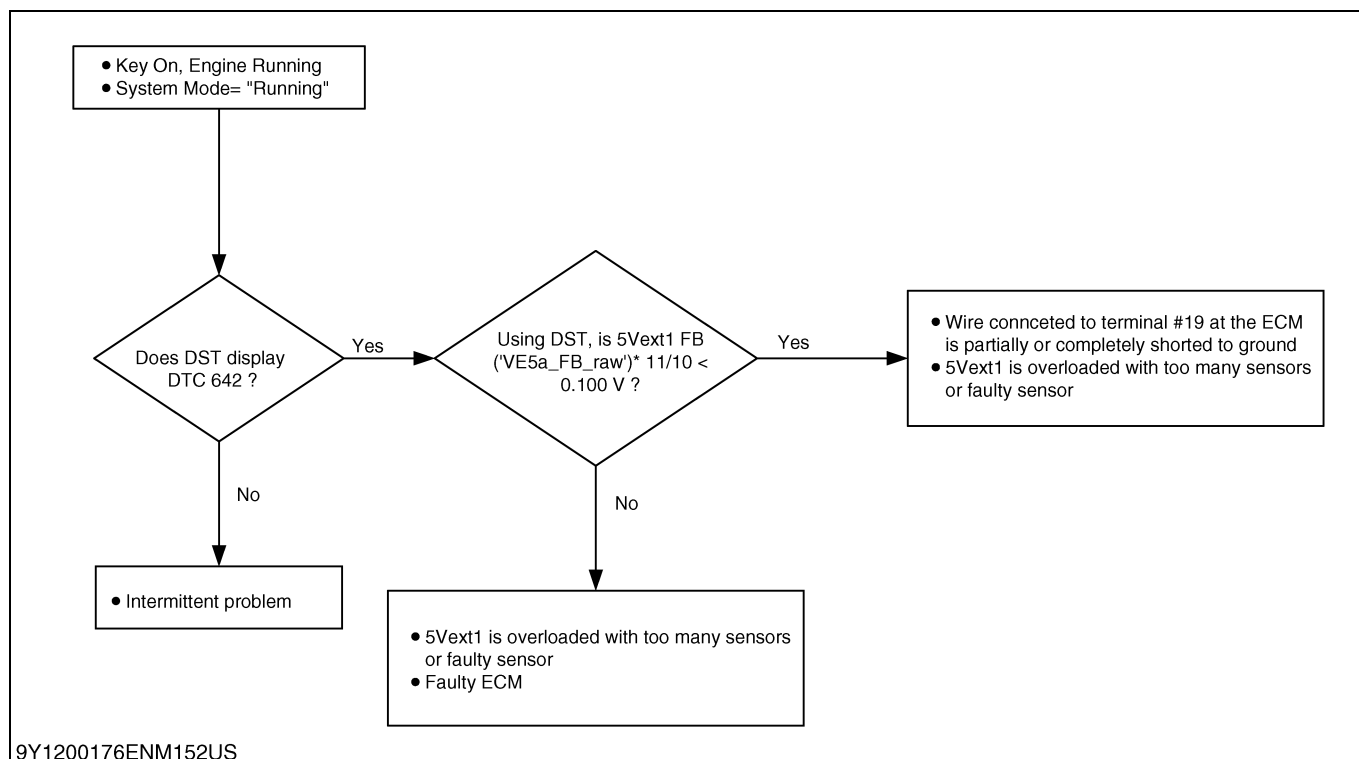 ● Key On, Engine Running
● System Mode= "Running"
Does DST display
DTC 642 ?
Yes
Using DST, is 5Vext1 FB
('VE5a_FB_raw')* 11/10 <
0.100 V ?
Yes
● Wire connceted to terminal #19 at the ECM
is partially or completely shorted to ground
● 5Vext1 is overloaded with too many sensors
or faulty sensor
No
No
● Intermittent problem
● 5Vext1 is overloaded with too many sensors
or faulty sensor
● Faulty ECM
9Y1200176ENM152US